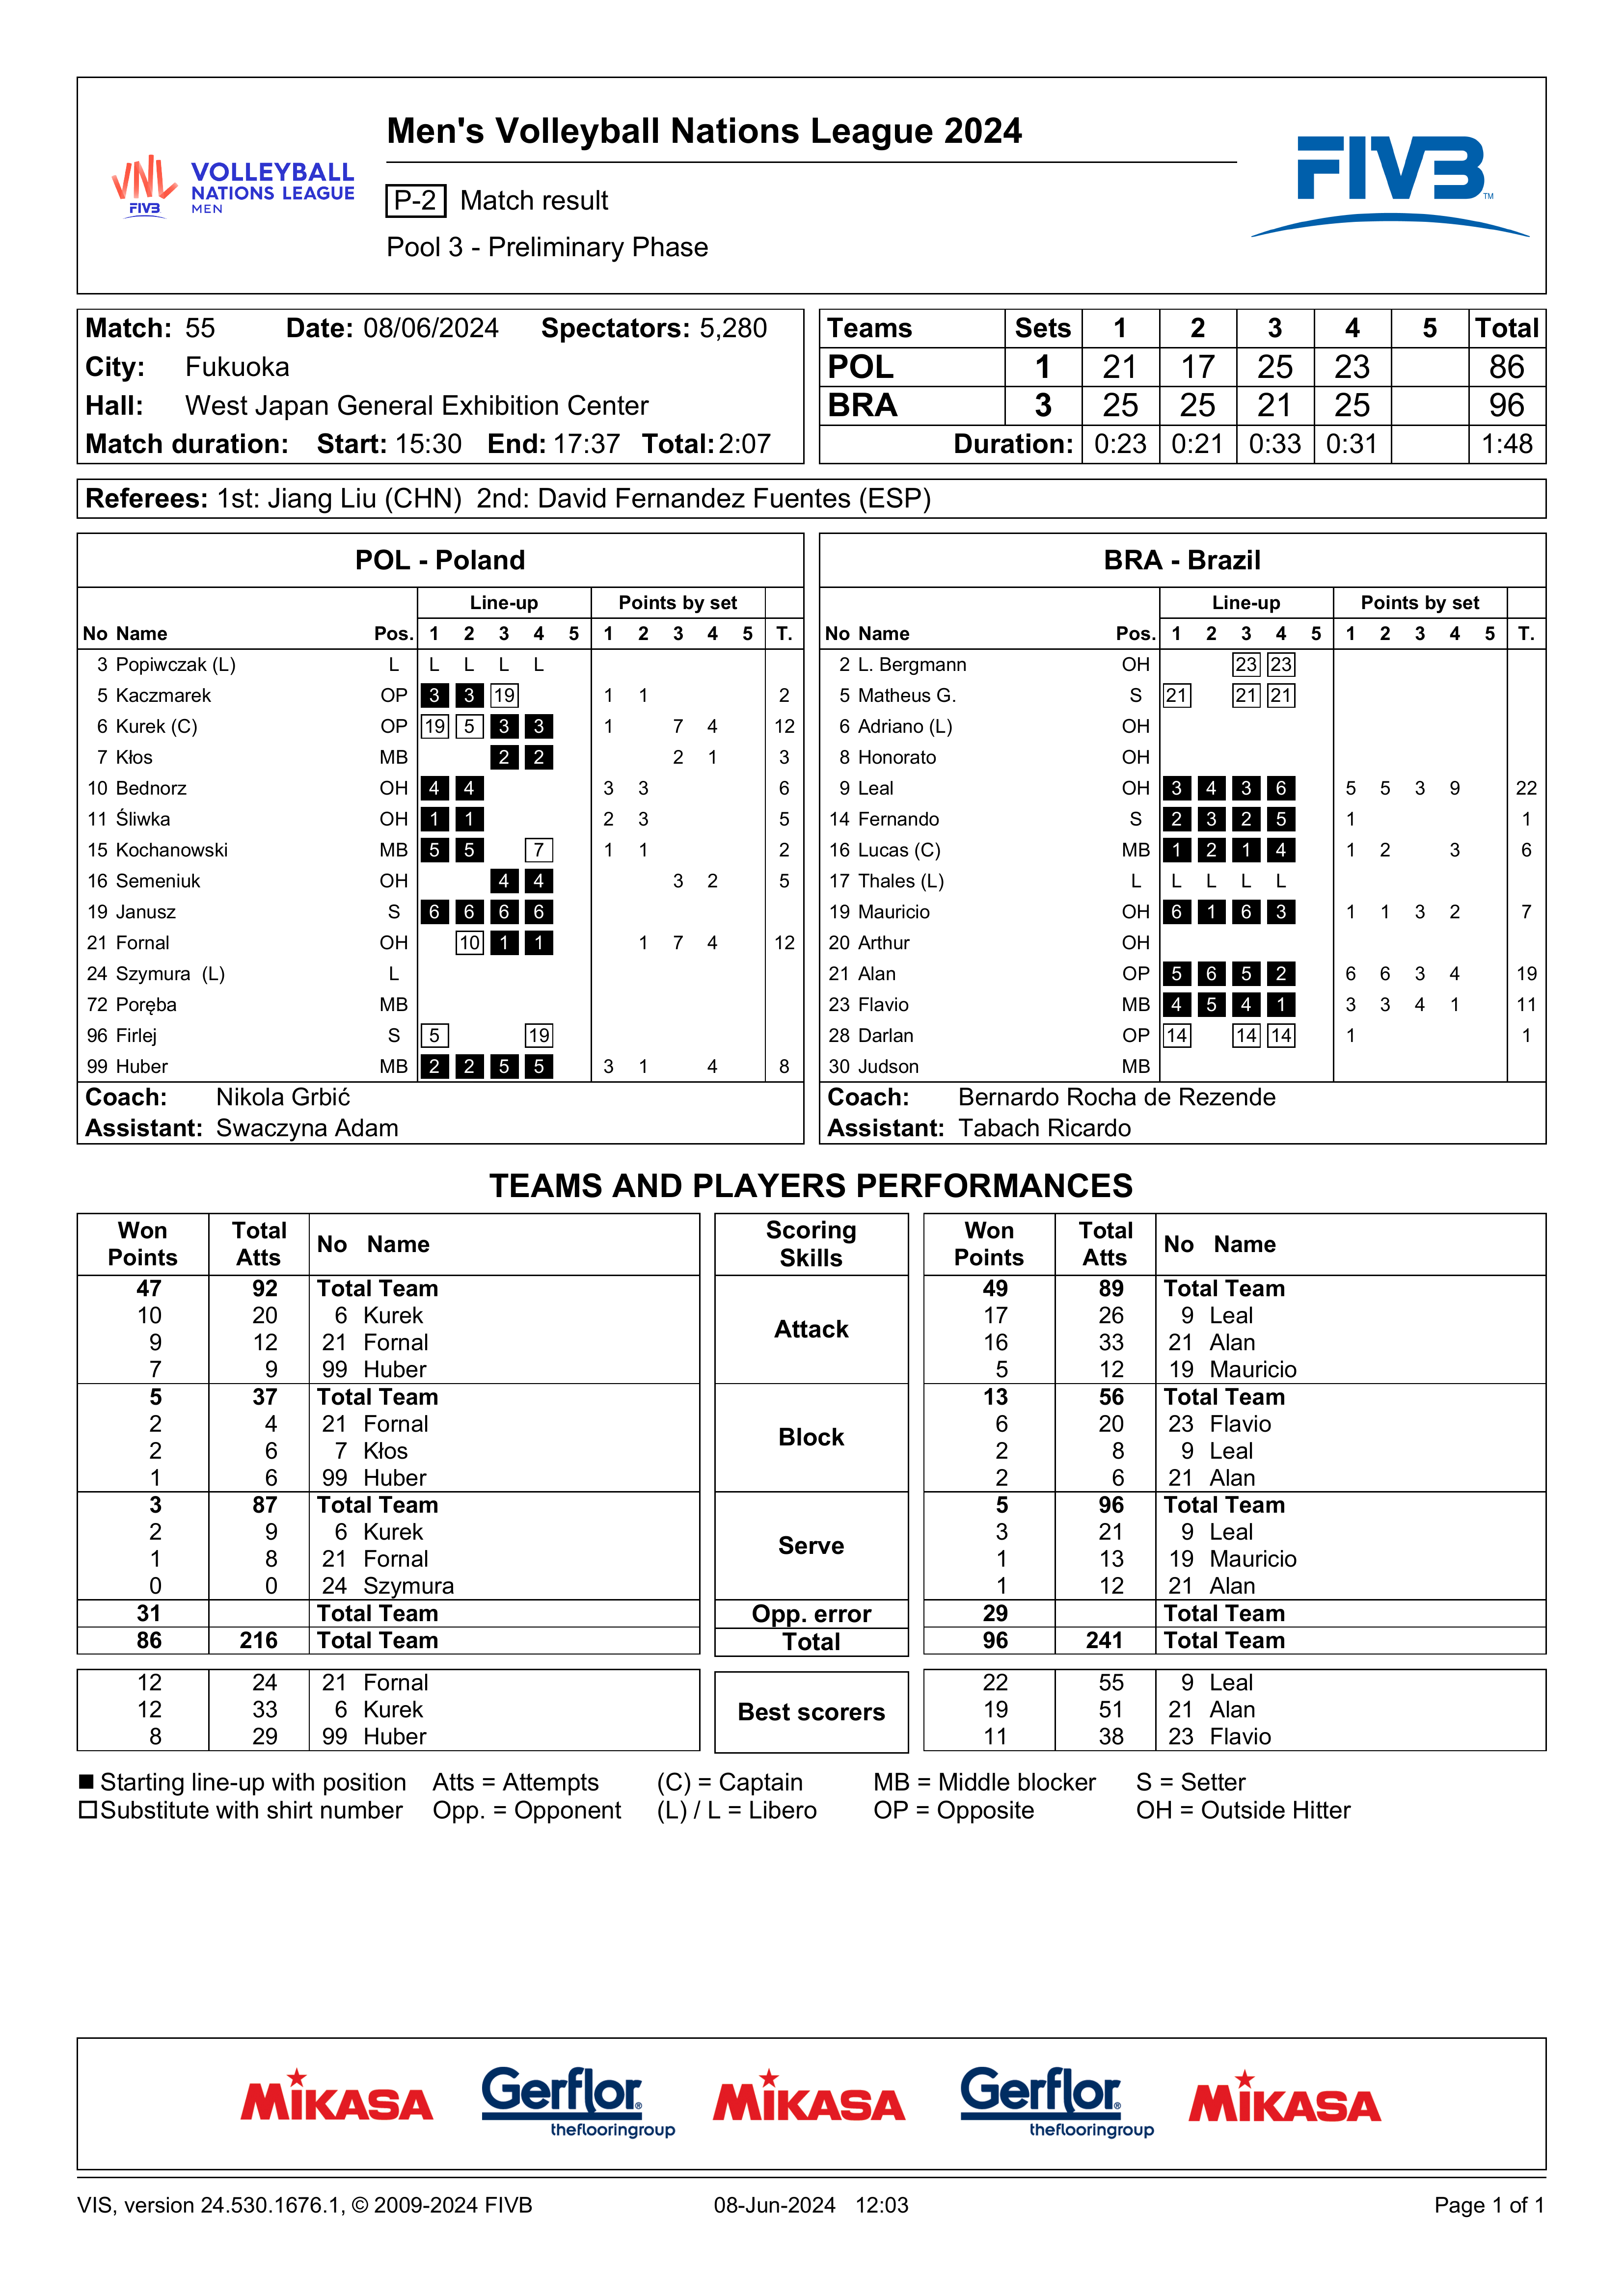 Men's Volleyball Nations League 2024
VNL FIVB VOLLEYBALL NATIONS LEAGUE MEN
P-2 Match result
Pool 3 - Preliminary Phase
FIVB TM
Match: 55 Date: 08/06/2024 Spectators: 5,280
City: Fukuoka
Hall: West Japan General Exhibition Center
Match duration: Start: 15:30 End: 17:37 Total: 2:07
Teams Sets 1 2 3 4 5 Total
POL 1 21 17 25 23 86
BRA 3 25 25 21 25 96
Duration: 0:23 0:21 0:33 0:31 1:48
Referees: 1st: Jiang Liu (CHN) 2nd: David Fernandez Fuentes (ESP)
POL - Poland
Line-up Points by set
No Name Pos. 1 2 3 4 5 1 2 3 4 5 T.
3 Popiwczak (L) L L L L L
5 Kaczmarek OP 3 3 19 1 1 2
6 Kurek (C) OP 19 5 3 3 1 7 4 12
7 Kłos MB 2 2 2 1 3
10 Bednorz OH 4 4 3 3 6
11 Śliwka OH 1 1 2 3 5
15 Kochanowski MB 5 5 7 1 1 2
16 Semeniuk OH 4 4 3 2 5
19 Janusz S 6 6 6 6
21 Fornal OH 10 1 1 1 7 4 12
24 Szymura (L) L
72 Poręba MB
96 Firlej S 5 19
99 Huber MB 2 2 5 5 3 1 4 8
Coach: Nikola Grbić
Assistant: Swaczyna Adam
BRA - Brazil
Line-up Points by set
No Name Pos. 1 2 3 4 5 1 2 3 4 5 T.
2 L. Bergmann OH 23 23
5 Matheus G. S 21 21 21
6 Adriano (L) OH
8 Honorato OH
9 Leal OH 3 4 3 6 5 5 3 9 22
14 Fernando S 2 3 2 5 1 1
16 Lucas (C) MB 1 2 1 4 1 2 3 6
17 Thales (L) L L L L L
19 Mauricio OH 6 1 6 3 1 1 3 2 7
20 Arthur OH
21 Alan OP 5 6 5 2 6 6 3 4 19
23 Flavio MB 4 5 4 1 3 3 4 1 11
28 Darlan OP 14 14 14 1 1
30 Judson MB
Coach: Bernardo Rocha de Rezende
Assistant: Tabach Ricardo
TEAMS AND PLAYERS PERFORMANCES
Won Points Total Atts No Name Scoring Skills Won Points Total Atts No Name
47 92 Total Team Attack 49 89 Total Team
10 20 6 Kurek 17 26 9 Leal
9 12 21 Fornal 16 33 21 Alan
7 9 99 Huber 5 12 19 Mauricio
5 37 Total Team Block 13 56 Total Team
2 4 21 Fornal 6 20 23 Flavio
2 6 7 Kłos 2 8 9 Leal
1 6 99 Huber 2 6 21 Alan
3 87 Total Team Serve 5 96 Total Team
2 9 6 Kurek 3 21 9 Leal
1 8 21 Fornal 1 13 19 Mauricio
0 0 24 Szymura 1 12 21 Alan
31 Total Team Opp. error 29 Total Team
86 216 Total Team Total 96 241 Total Team
12 24 21 Fornal Best scorers 22 55 9 Leal
12 33 6 Kurek 19 51 21 Alan
8 29 99 Huber 11 38 23 Flavio
Starting line-up with position Atts = Attempts (C) = Captain MB = Middle blocker S = Setter
Substitute with shirt number Opp. = Opponent (L) / L = Libero OP = Opposite OH = Outside Hitter
MIKASA Gerflor® theflooringgroup MIKASA Gerflor® theflooringgroup MIKASA
VIS, version 24.530.1676.1, © 2009-2024 FIVB 08-Jun-2024 12:03 Page 1 of 1